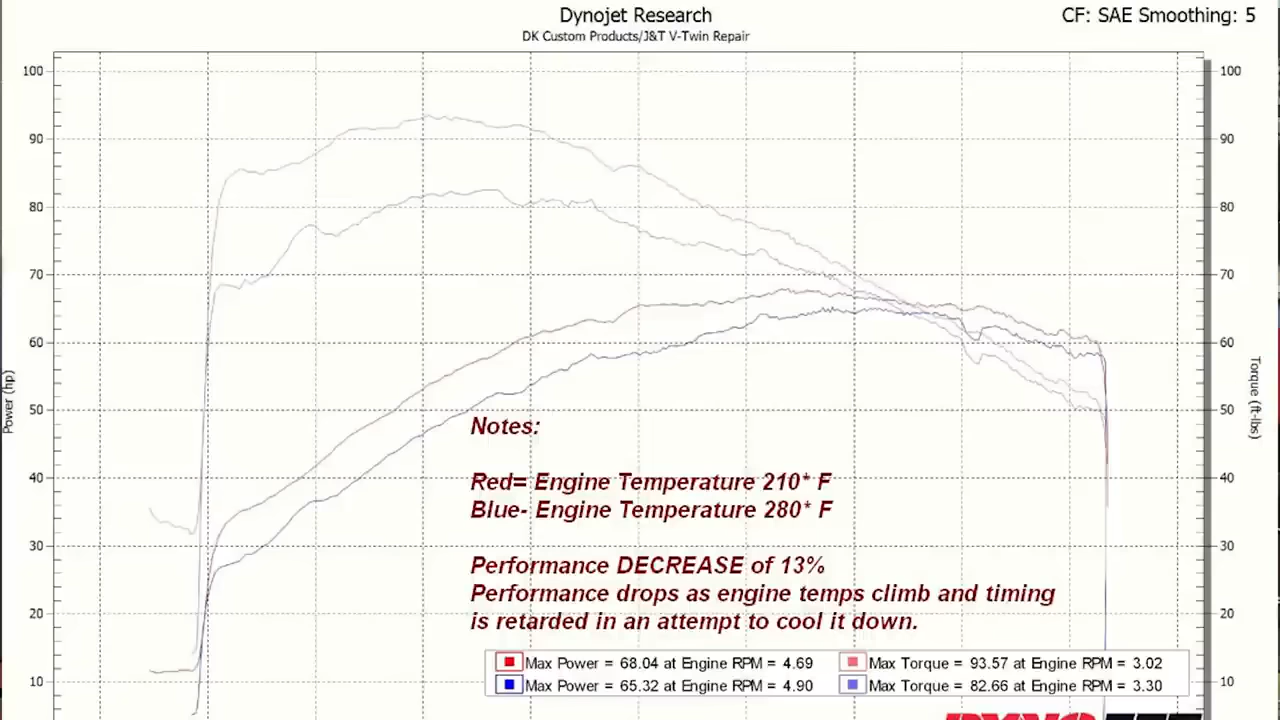 Dynojet Research
CF: SAE Smoothing: 5
DK Custom Products/J&T V-Twin Repair
100
90
80
70
60
50
40
30
20
10
Power (hp)
100
90
80
70
60
50
40
30
20
10
Torque (ft-lbs)
Notes:
Red= Engine Temperature 210* F
Blue- Engine Temperature 280* F
Performance DECREASE of 13%
Performance drops as engine temps climb and timing
is retarded in an attempt to cool it down.
Max Power = 68.04 at Engine RPM = 4.69
Max Torque = 93.57 at Engine RPM = 3.02
Max Power = 65.32 at Engine RPM = 4.90
Max Torque = 82.66 at Engine RPM = 3.30